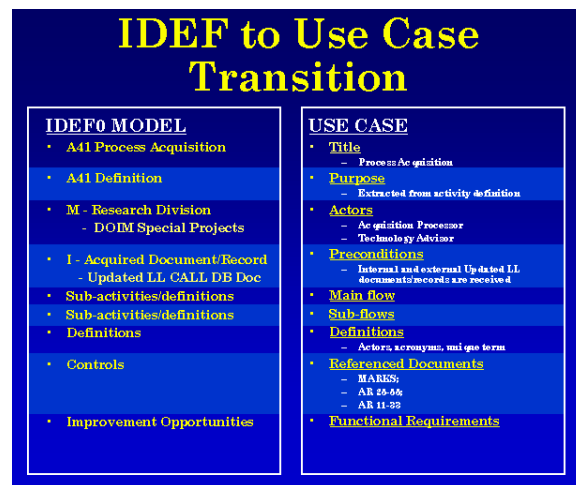 IDEF to Use Case
Transition
IDEF0 MODEL
• A41 Process Acquisition
• A41 Definition
• M - Research Division
- DOIM Special Projects
• I - Acquired Document/Record
- Updated LL CALL DB Doc
• Sub-activities/definitions
• Sub-activities/definitions
• Definitions
• Controls
• Improvement Opportunities
USE CASE
• Title
– Process Acquisition
• Purpose
– Extracted from activity definition
• Actors
– Acquisition Processor
– Technology Advisor
• Preconditions
– Internal and external Updated LL
documents/records are received
• Main flow
• Sub-flows
• Definitions
– Actors, acronyms, unique term
• Referenced Documents
– MARKS;
– AR 25-55;
– AR 11-33
• Functional Requirements